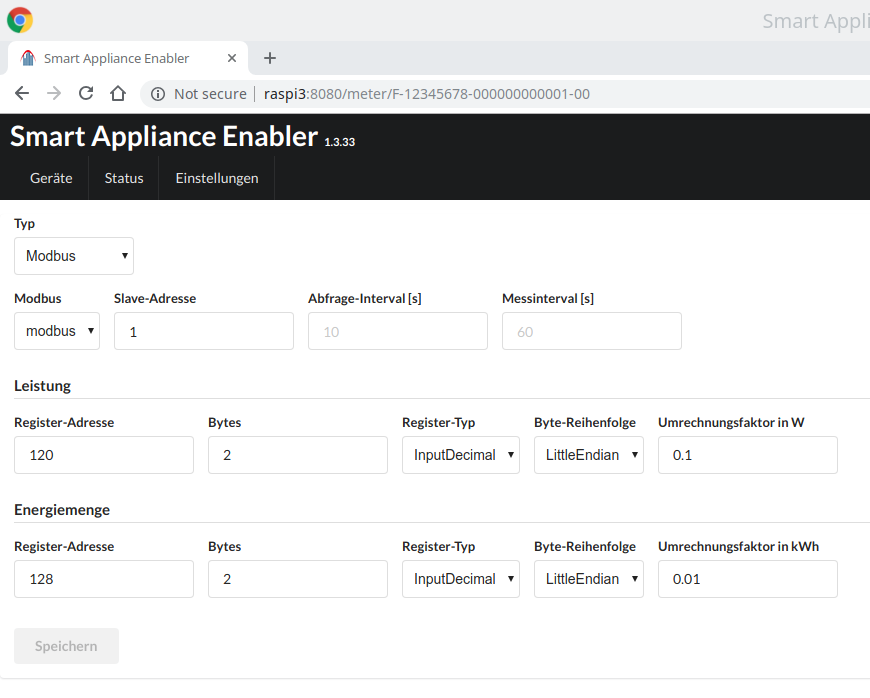 Smart Appli
Smart Appliance Enabler
Not secure raspi3:8080/meter/F-12345678-000000000001-00
Smart Appliance Enabler 1.3.33
Geräte Status Einstellungen
Typ
Modbus
Modbus Slave-Adresse Abfrage-Interval [s] Messinterval [s]
modbus 1 10 60
Leistung
Register-Adresse Bytes Register-Typ Byte-Reihenfolge Umrechnungsfaktor in W
120 2 InputDecimal LittleEndian 0.1
Energiemenge
Register-Adresse Bytes Register-Typ Byte-Reihenfolge Umrechnungsfaktor in kWh
128 2 InputDecimal LittleEndian 0.01
Speichern